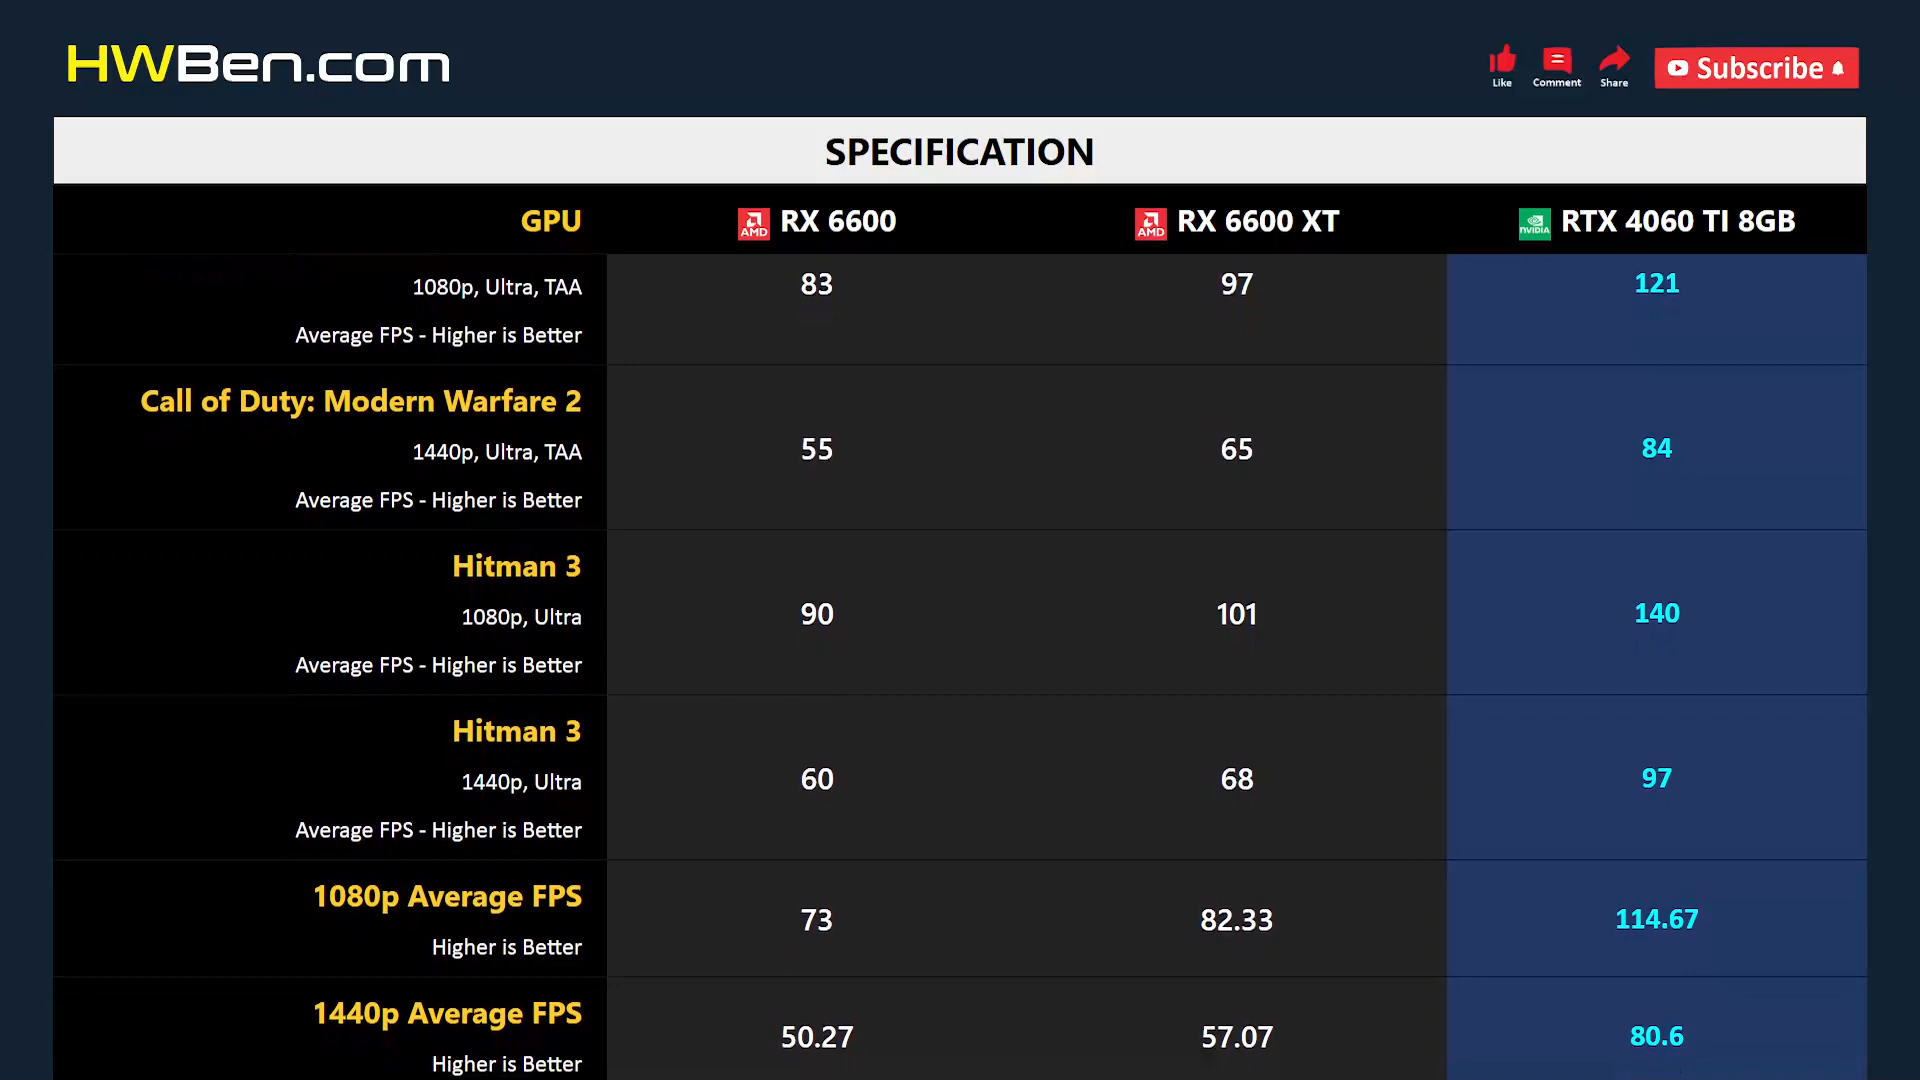 HWBen.com
Like Comment Share Subscribe
SPECIFICATION
GPU AMD RX 6600 AMD RX 6600 XT NVIDIA RTX 4060 TI 8GB
1080p, Ultra, TAA 83 97 121
Average FPS - Higher is Better
Call of Duty: Modern Warfare 2
1440p, Ultra, TAA 55 65 84
Average FPS - Higher is Better
Hitman 3
1080p, Ultra 90 101 140
Average FPS - Higher is Better
Hitman 3
1440p, Ultra 60 68 97
Average FPS - Higher is Better
1080p Average FPS 73 82.33 114.67
Higher is Better
1440p Average FPS 50.27 57.07 80.6
Higher is Better